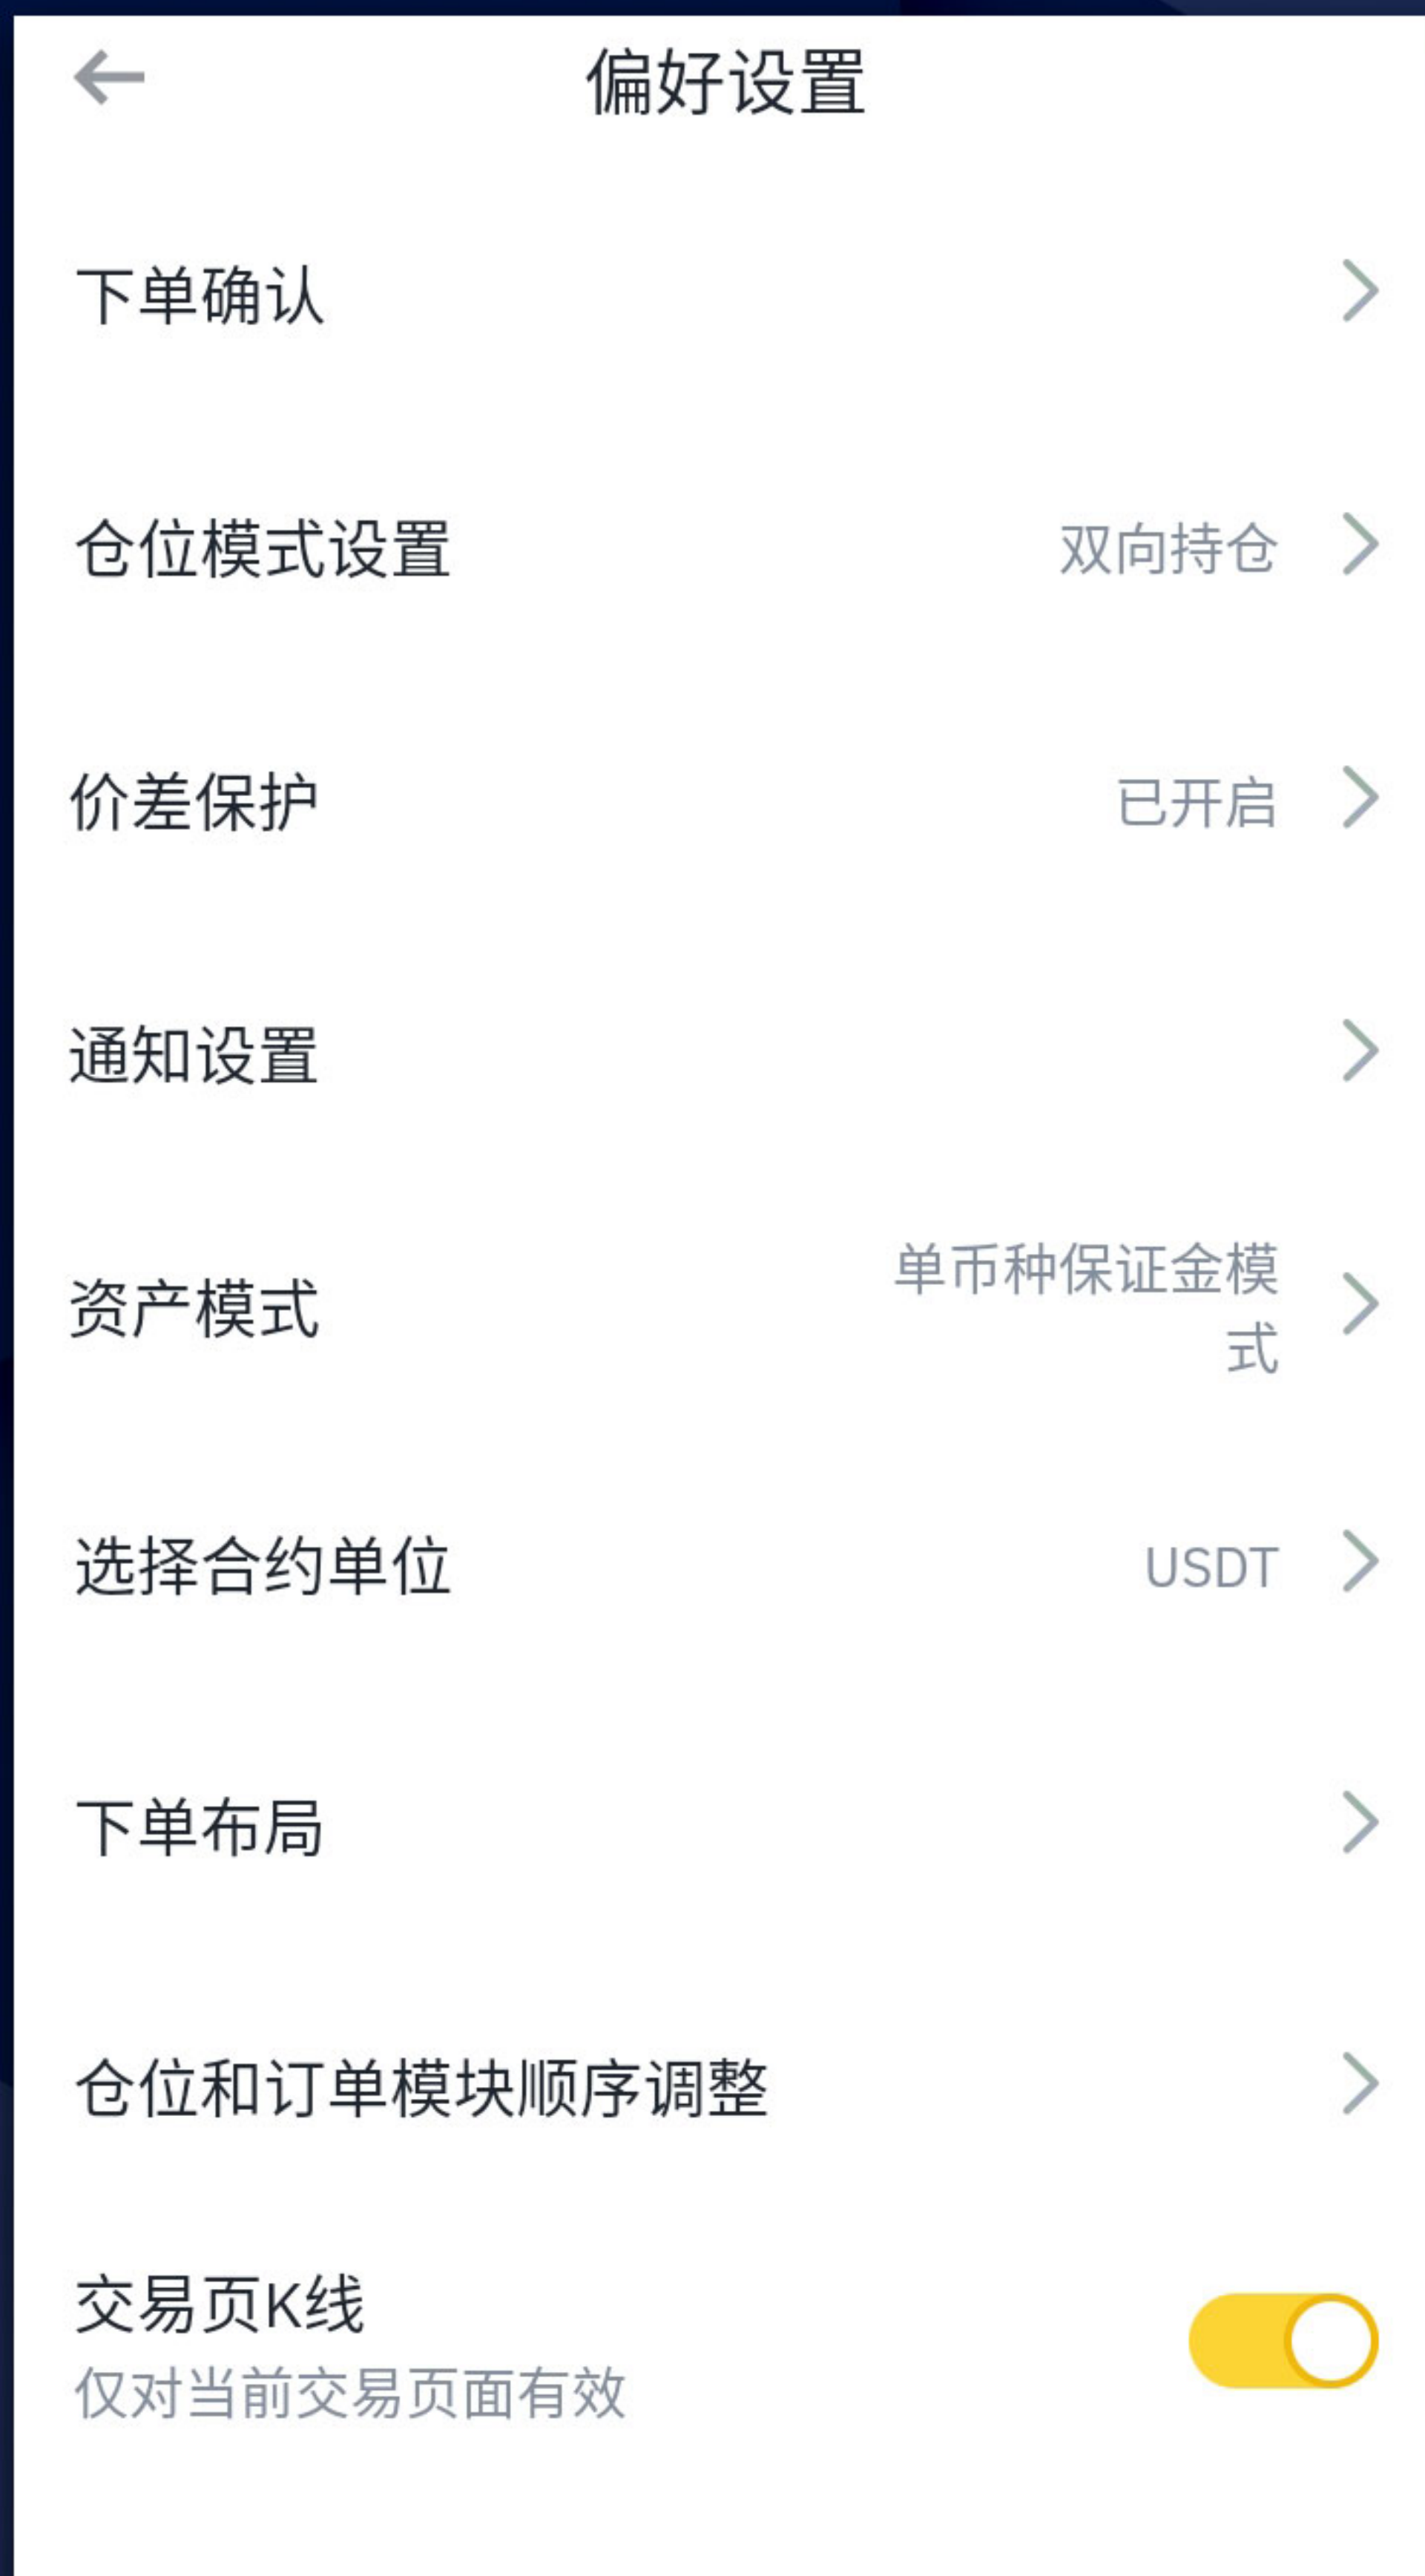 偏好设置
下单确认
仓位模式设置
双向持仓
价差保护
已开启
通知设置
资产模式
单币种保证金模
式
选择合约单位
USDT
下单布局
仓位和订单模块顺序调整
交易页K线
仅对当前交易页面有效